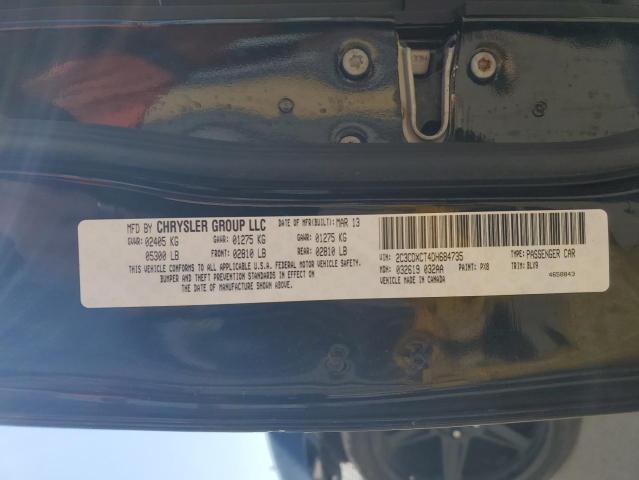 MFD BY CHRYSLER GROUP LLC DATE OF MFR(BUILT): MAR 13
GVWR: 02405 KG GAWR: 01275 KG GAWR: 01275 KG
05300 LB FRONT: 02810 LB REAR: 02810 LB
THIS VEHICLE CONFORMS TO ALL APPLICABLE U.S.A. FEDERAL MOTOR VEHICLE SAFETY,
BUMPER AND THEFT PREVENTION STANDARDS IN EFFECT ON
THE DATE OF MANUFACTURE SHOWN ABOVE.
VIN: 2C3CDXCT4DH684735 TYPE: PASSENGER CAR
MDH: 032619 032AA PAINT: PX8 TRIM: BLV9
VEHICLE MADE IN CANADA 4658043